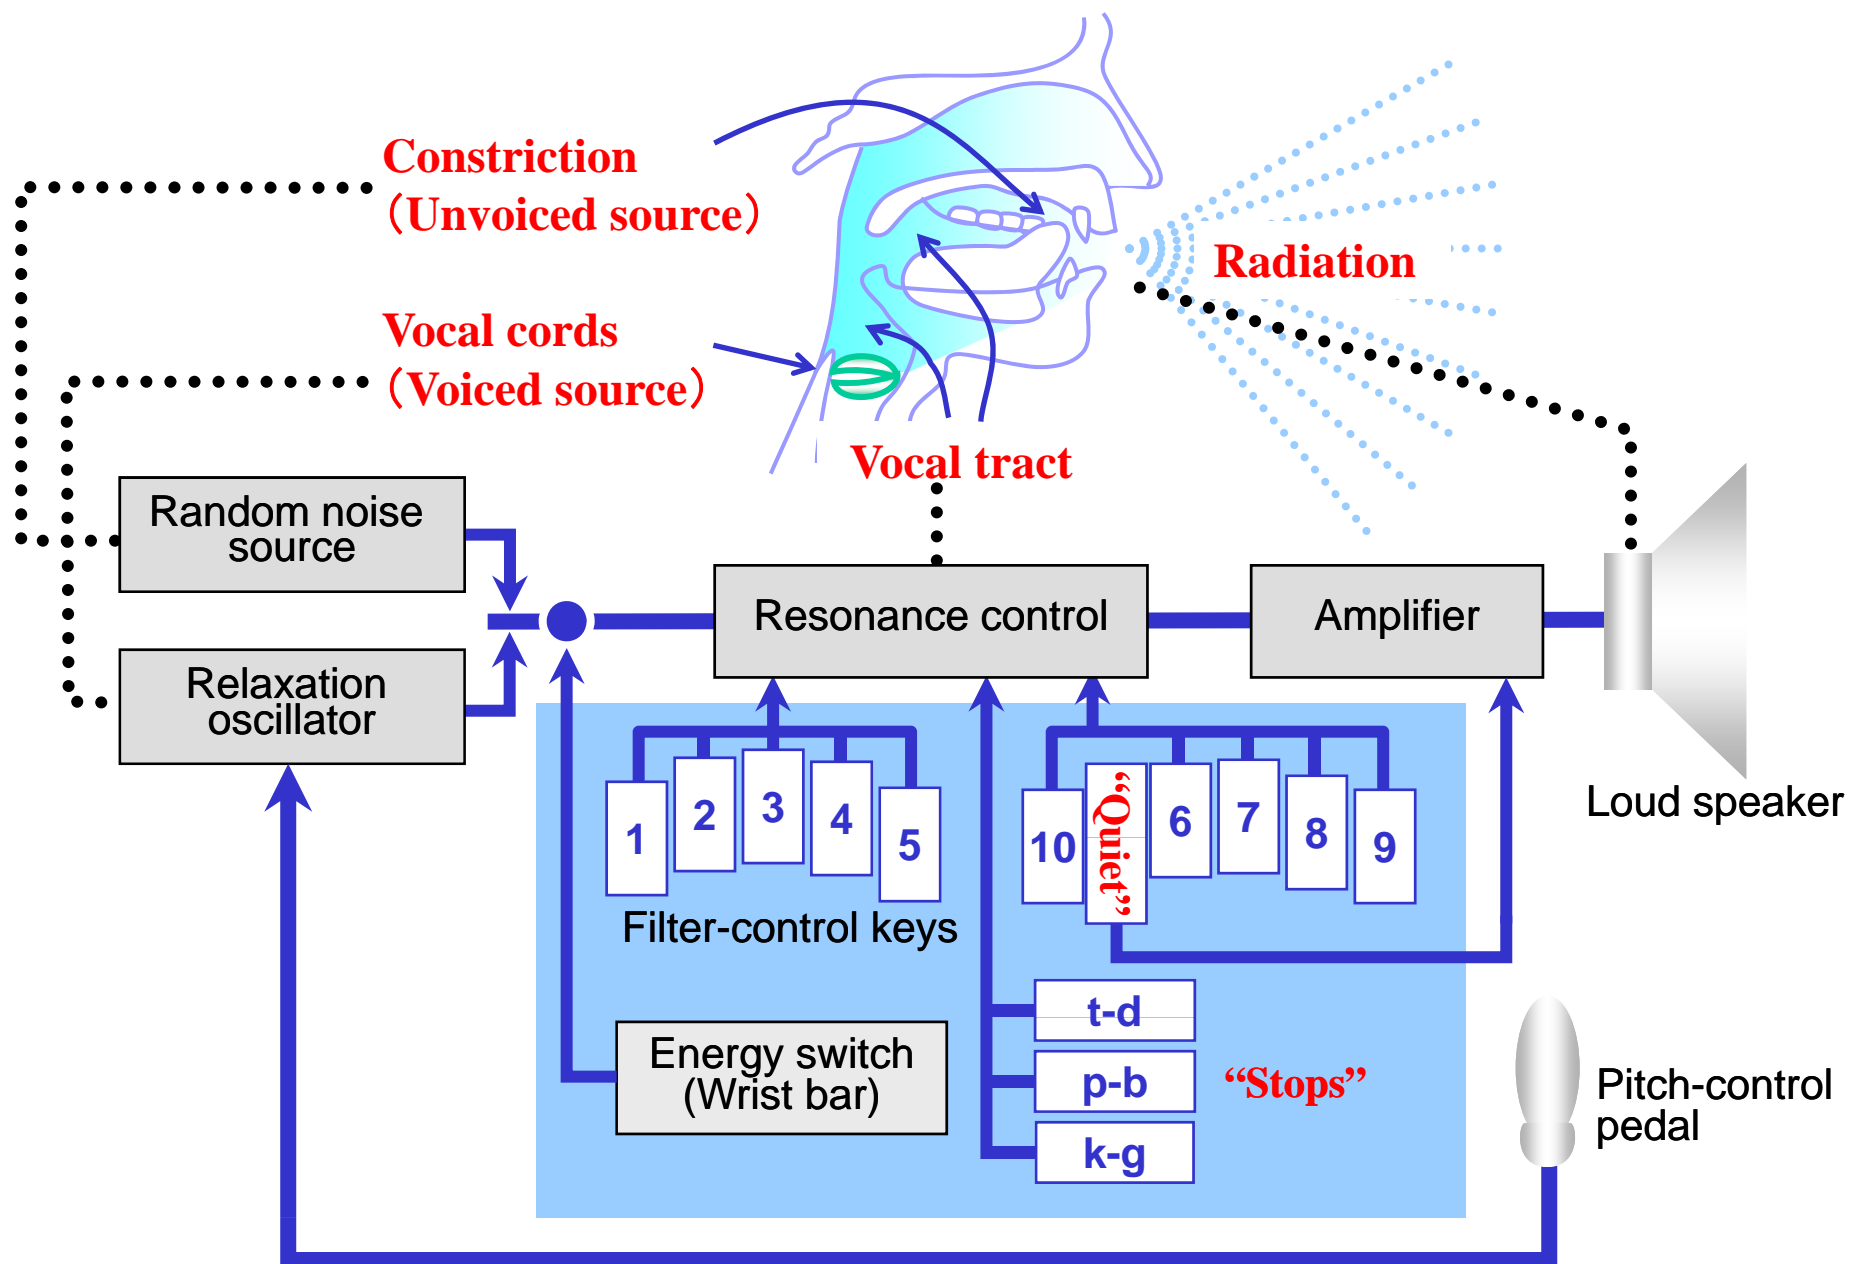 Constriction
（Unvoiced source）
Radiation
Vocal cords
（Voiced source）
Vocal tract
Random noise
source
Resonance control
Amplifier
Relaxation
oscillator
Loud speaker
1
2
3
4
5
10
“Quiet”
6
7
8
9
Filter-control keys
t-d
Energy switch
(Wrist bar)
p-b
“Stops”
k-g
Pitch-control
pedal